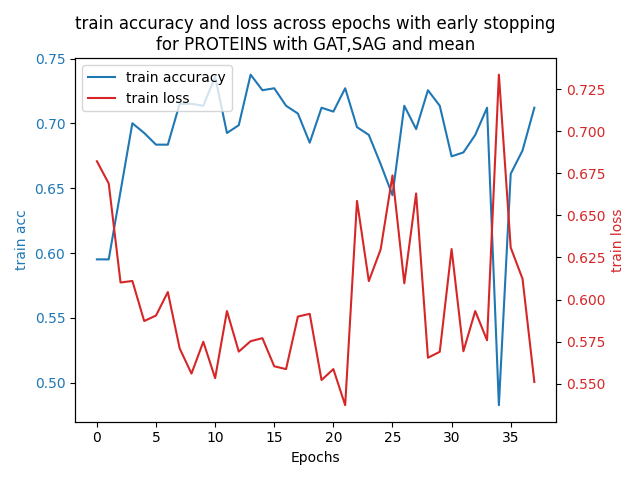 train accuracy and loss across epochs with early stopping
for PROTEINS with GAT,SAG and mean
train accuracy
train loss
train acc
0.75
0.70
0.65
0.60
0.55
0.50
0.725
0.700
0.675
0.650
0.625
0.600
0.575
0.550
train loss
0 5 10 15 20 25 30 35
Epochs